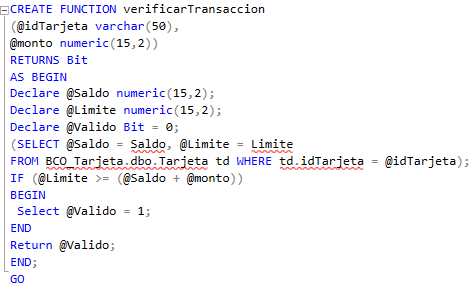 CREATE FUNCTION verificarTransaccion
(@idTarjeta varchar(50),
@monto numeric(15,2))
RETURNS Bit
AS BEGIN
Declare @Saldo numeric(15,2);
Declare @Limite numeric(15,2);
Declare @Valido Bit = 0;
(SELECT @Saldo = Saldo, @Limite = Limite
FROM BCO_Tarjeta.dbo.Tarjeta td WHERE td.idTarjeta = @idTarjeta);
IF (@Limite >= (@Saldo + @monto))
BEGIN
 Select @Valido = 1;
END
Return @Valido;
END;
GO